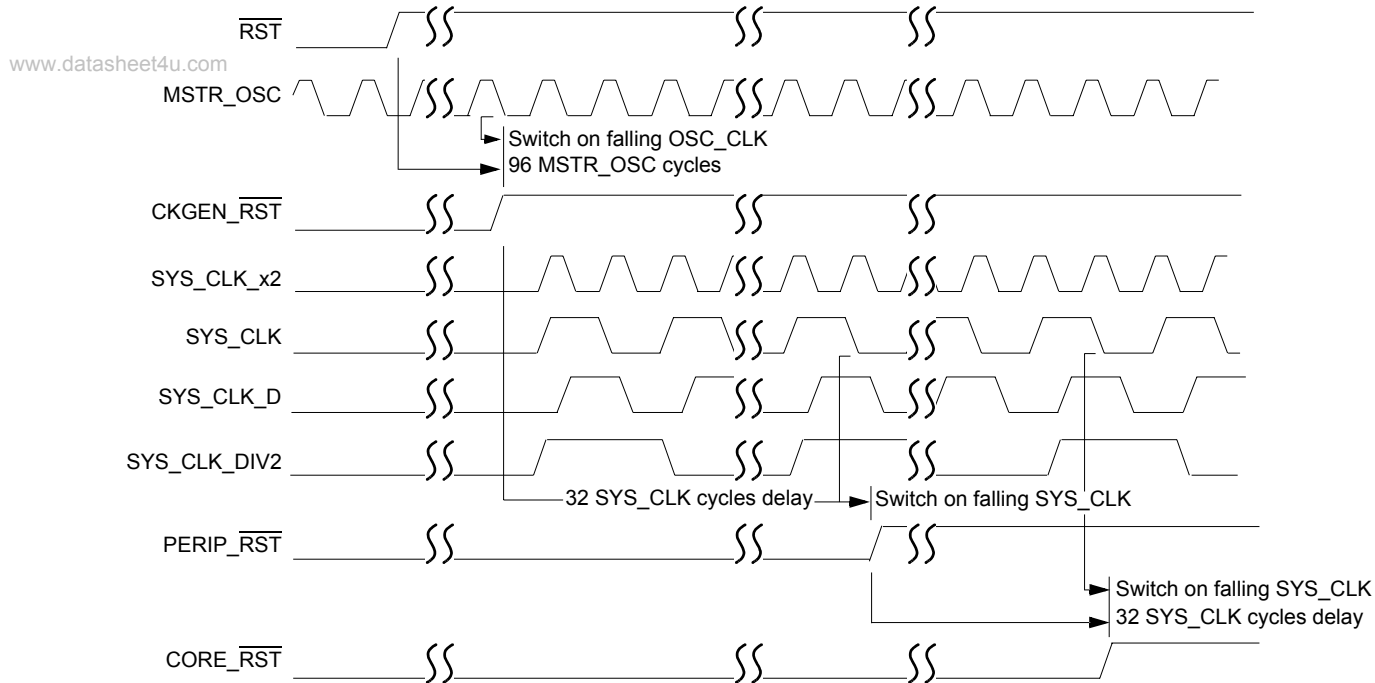 RST
www.datasheet4u.com
MSTR_OSC
Switch on falling OSC_CLK
96 MSTR_OSC cycles
CKGEN_RST
SYS_CLK_x2
SYS_CLK
SYS_CLK_D
SYS_CLK_DIV2
32 SYS_CLK cycles delay
Switch on falling SYS_CLK
PERIP_RST
Switch on falling SYS_CLK
32 SYS_CLK cycles delay
CORE_RST